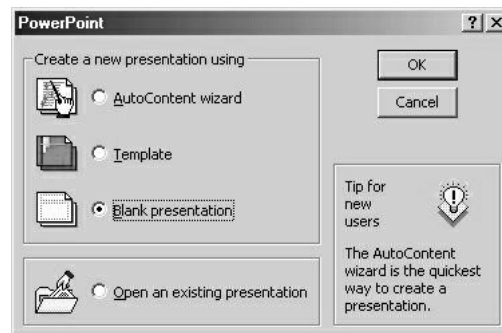 PowerPoint
Create a new presentation using
AutoContent wizard
Template
Blank presentation
Open an existing presentation
OK
Cancel
Tip for
new
users
The AutoContent
wizard is the quickest
way to create a
presentation.